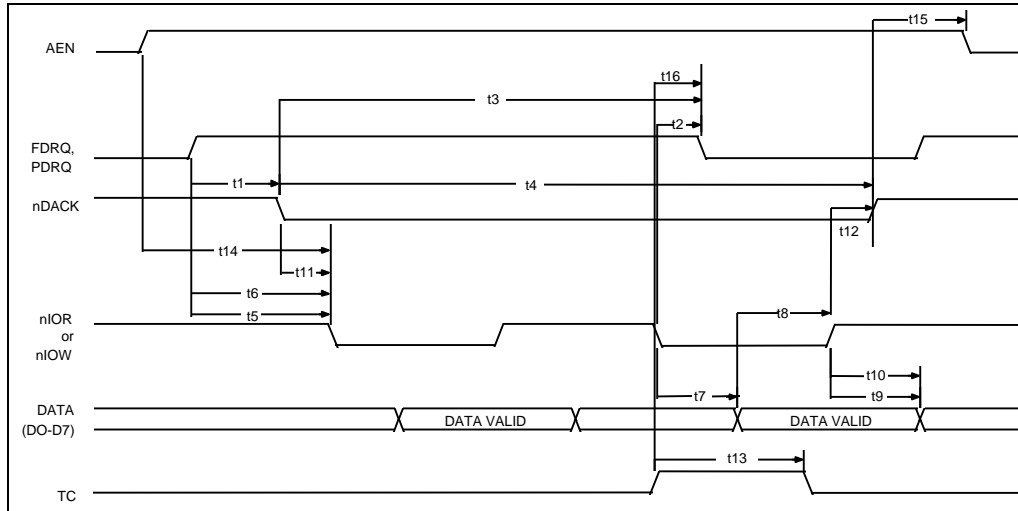 t15
AEN
t16
t3
t2
FDRQ,
PDRQ
t1
t4
nDACK
t12
t14
t11
t6
t8
t5
nIOR
or
nIOW
t10
t7
t9
DATA
(DO-D7)
DATA VALID
DATA VALID
t13
TC